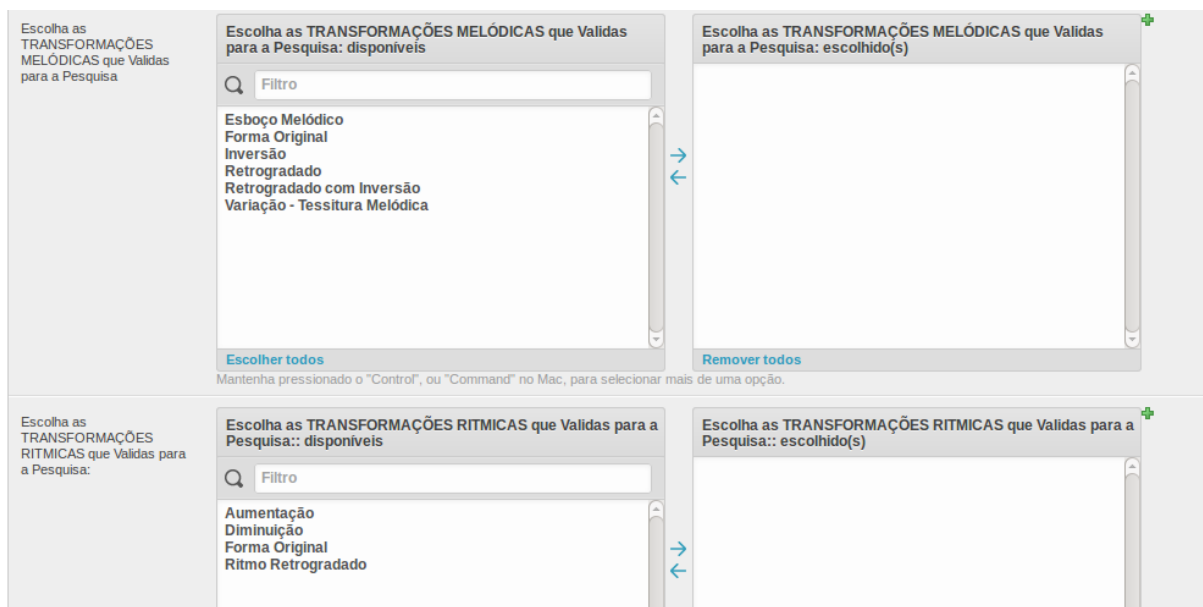 Escolha as
TRANSFORMAÇÕES
MELÓDICAS que Validas
para a Pesquisa
Escolha as TRANSFORMAÇÕES MELÓDICAS que Validas
para a Pesquisa: disponíveis
Filtro
Esboço Melódico
Forma Original
Inversão
Retrogradado
Retrogradado com Inversão
Variação - Tessitura Melódica
Escolher todos
Escolha as TRANSFORMAÇÕES MELÓDICAS que Validas
para a Pesquisa: escolhido(s)
Remover todos
Mantenha pressionado o "Control", ou "Command" no Mac, para selecionar mais de uma opção.
Escolha as
TRANSFORMAÇÕES
RITMICAS que Validas para
a Pesquisa:
Escolha as TRANSFORMAÇÕES RITMICAS que Validas para a
Pesquisa:: disponíveis
Filtro
Aumentação
Diminuição
Forma Original
Ritmo Retrogradado
Escolha as TRANSFORMAÇÕES RITMICAS que Validas para a
Pesquisa:: escolhido(s)